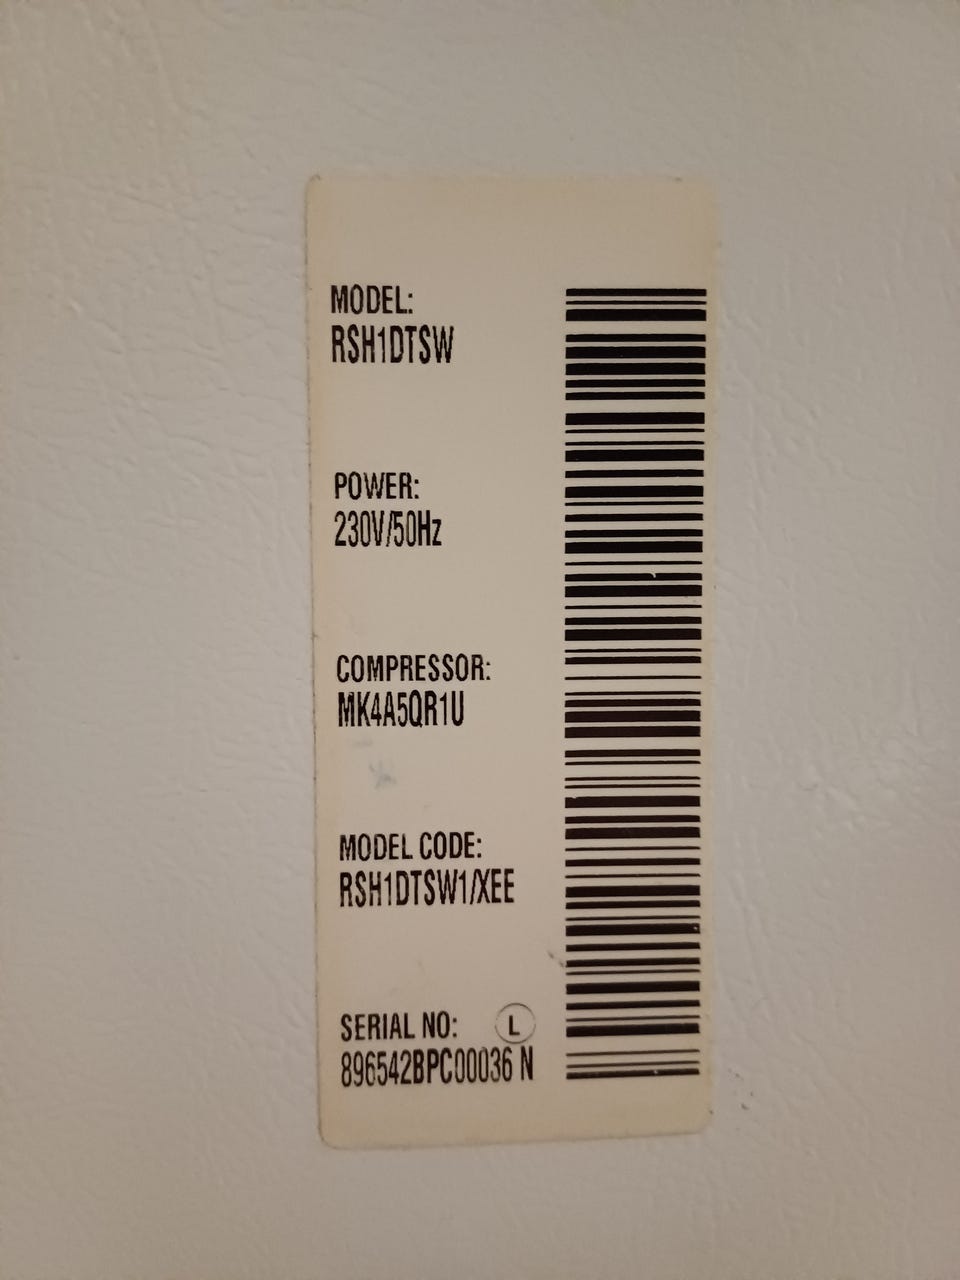 MODEL:
RSH1DTSW
POWER:
230V/50Hz
COMPRESSOR:
MK4A5QR1U
MODEL CODE:
RSH1DTSW1/XEE
SERIAL NO: L
896542BPC00036 N